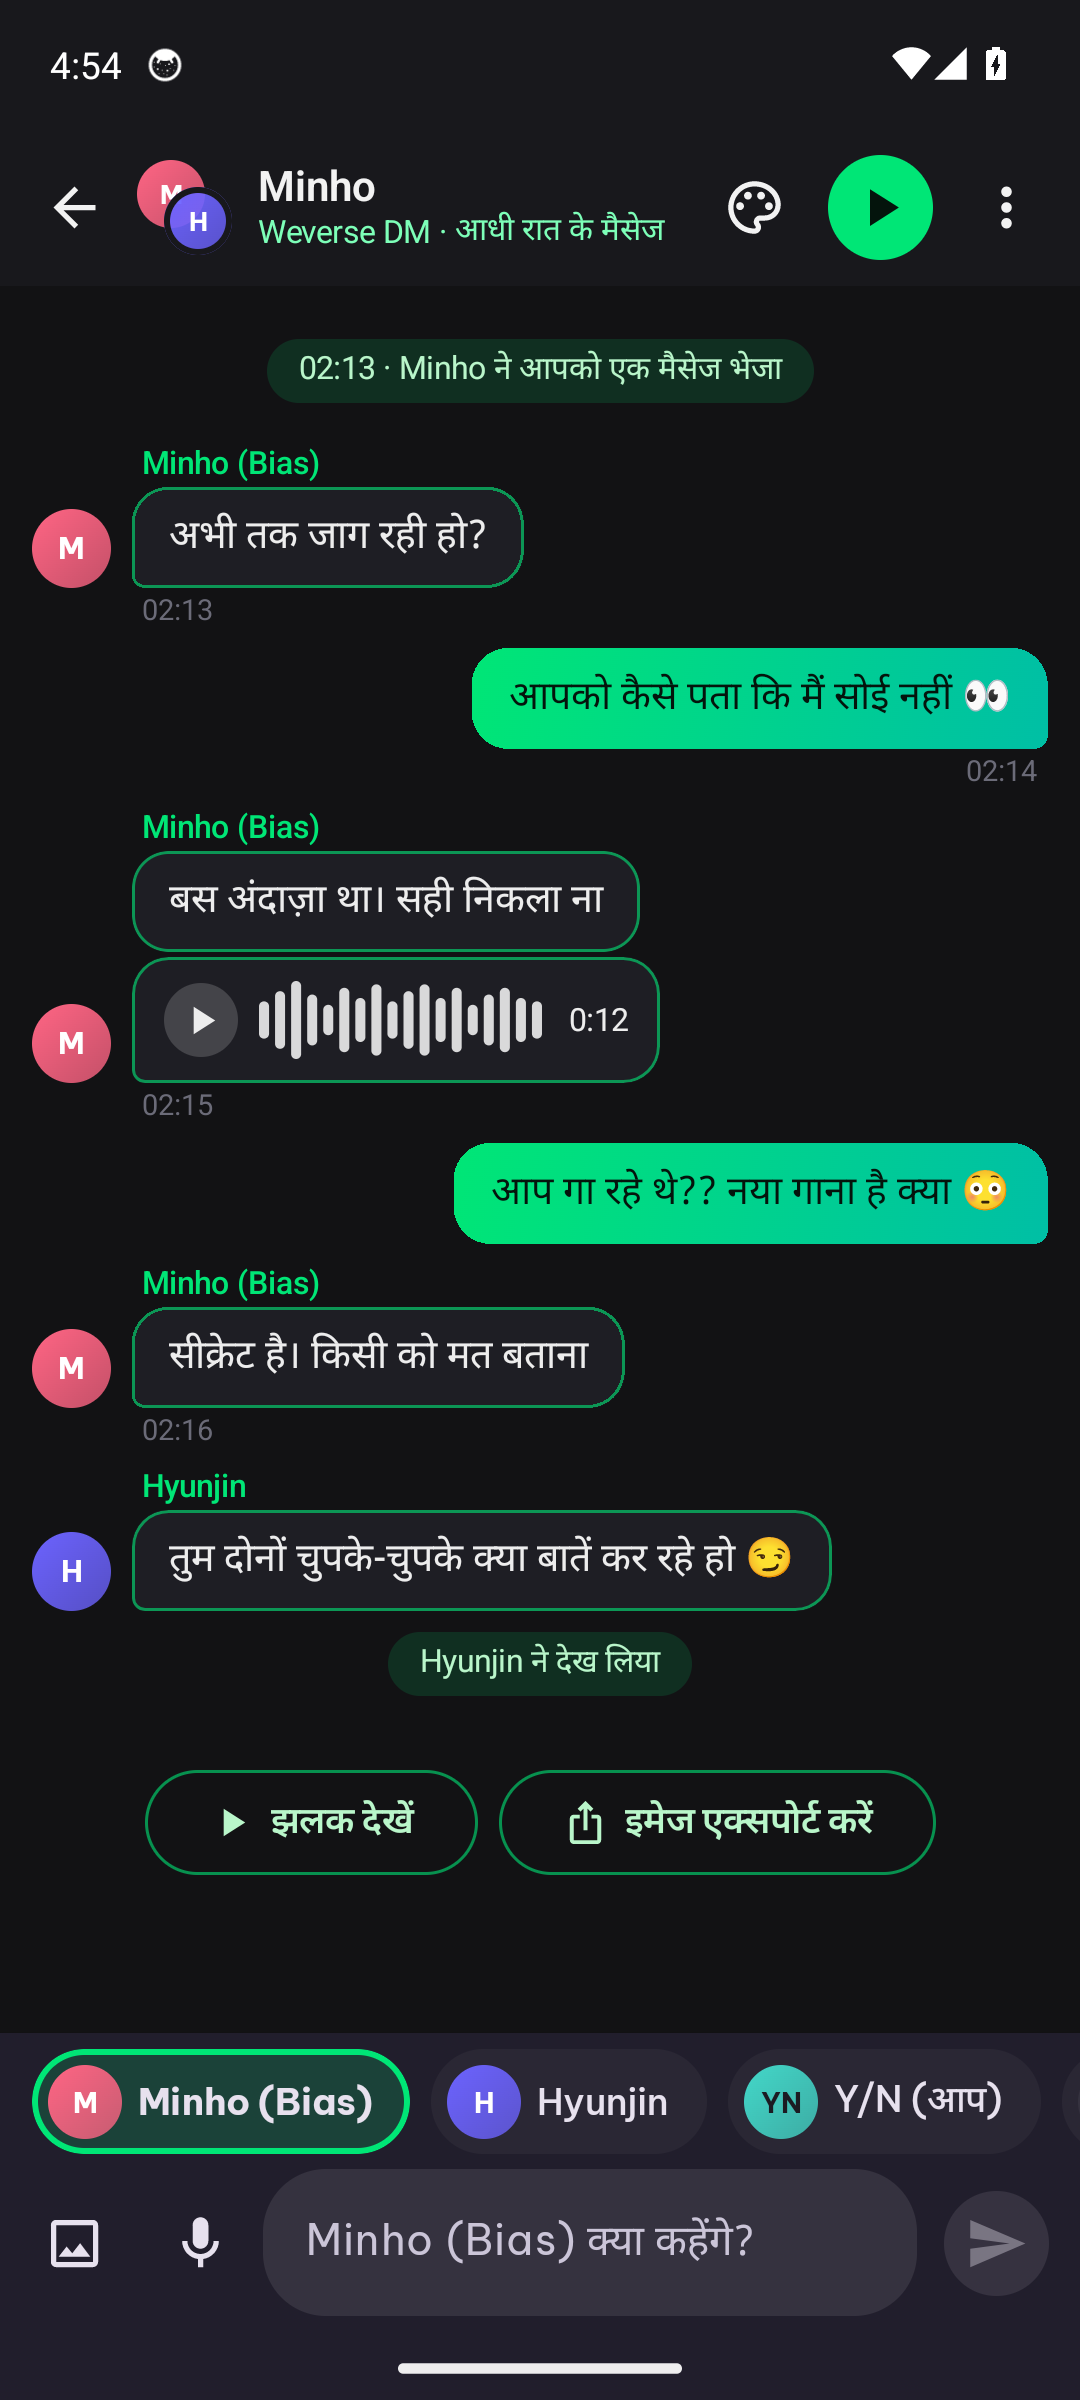 4:54
M
H
Minho
Weverse DM · आधी रात के मैसेज
02:13 · Minho ने आपको एक मैसेज भेजा
Minho (Bias)
M
अभी तक जाग रही हो?
02:13
आपको कैसे पता कि मैं सोई नहीं 👀
02:14
Minho (Bias)
बस अंदाज़ा था। सही निकला ना
M
0:12
02:15
आप गा रहे थे?? नया गाना है क्या 😳
Minho (Bias)
M
सीक्रेट है। किसी को मत बताना
02:16
Hyunjin
H
तुम दोनों चुपके-चुपके क्या बातें कर रहे हो 😏
Hyunjin ने देख लिया
झलक देखें
इमेज एक्सपोर्ट करें
M Minho (Bias)
H Hyunjin
YN Y/N (आप)
Minho (Bias) क्या कहेंगे?